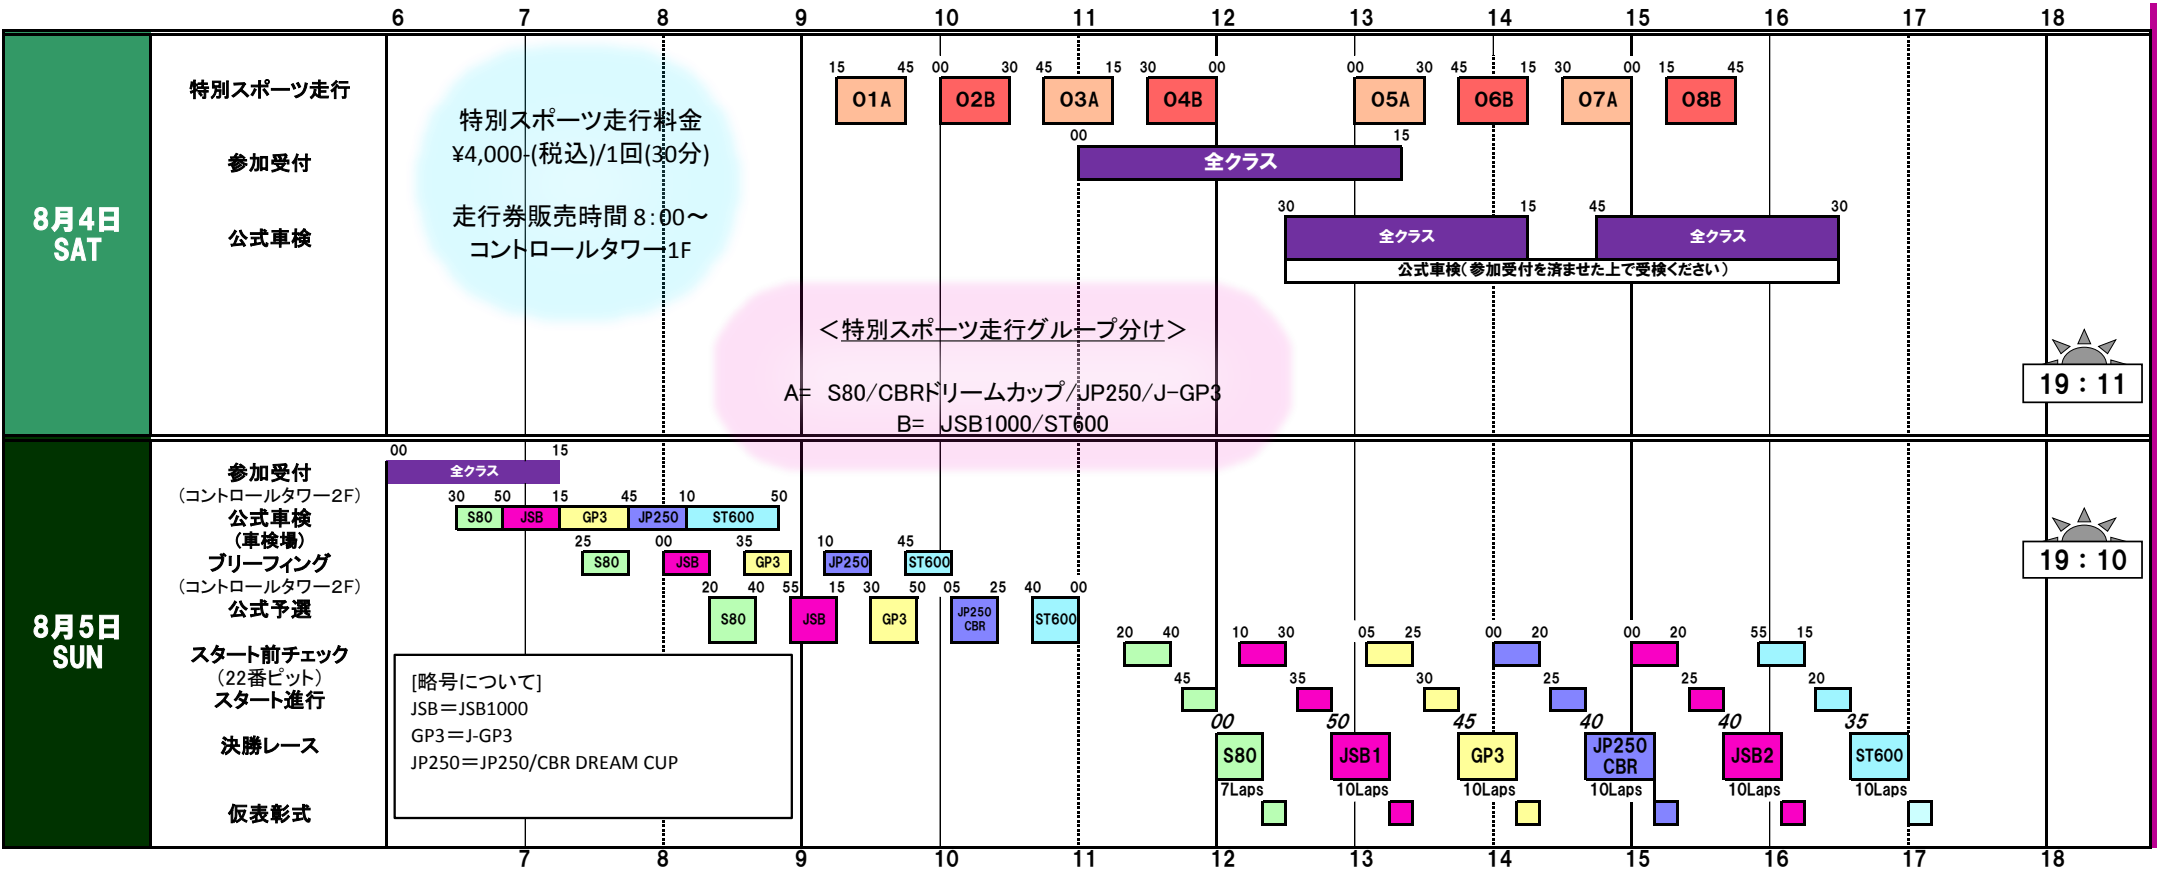 6 7 8 9 10 11 12 13 14 15 16 17 18
8月4日
SAT
特別スポーツ走行
15 45 00 30 45 15 30 00 00 30 45 15 30 00 15 45
01A 02B 03A 04B 05A 06B 07A 08B
特別スポーツ走行料金
¥4,000-(税込)/1回(30分)
走行券販売時間 8:00～
コントロールタワー1F
参加受付
00 15
全クラス
公式車検
30 15 45 30
全クラス 全クラス
公式車検(参加受付を済ませた上で受検ください)
＜特別スポーツ走行グループ分け＞
A= S80/CBRドリームカップ/JP250/J-GP3
B= JSB1000/ST600
19:11
8月5日
SUN
参加受付
(コントロールタワー2F)
00 15
全クラス
公式車検
(車検場)
30 50 15 45 10 50
S80 JSB GP3 JP250 ST600
ブリーフィング
(コントロールタワー2F)
25 00 35 10 45
S80 JSB GP3 JP250 ST600
公式予選
20 40 55 15 30 50 05 25 40 00
S80 JSB GP3 JP250 CBR ST600
19:10
スタート前チェック
(22番ピット)
20 40 10 30 05 25 00 20 00 20 55 15
スタート進行
45 35 30 25 25 20
決勝レース
00 50 45 40 40 35
S80 JSB1 GP3 JP250 CBR JSB2 ST600
7Laps 10Laps 10Laps 10Laps 10Laps 10Laps
仮表彰式
[略号について]
JSB＝JSB1000
GP3＝J-GP3
JP250＝JP250/CBR DREAM CUP
7 8 9 10 11 12 13 14 15 16 17 18